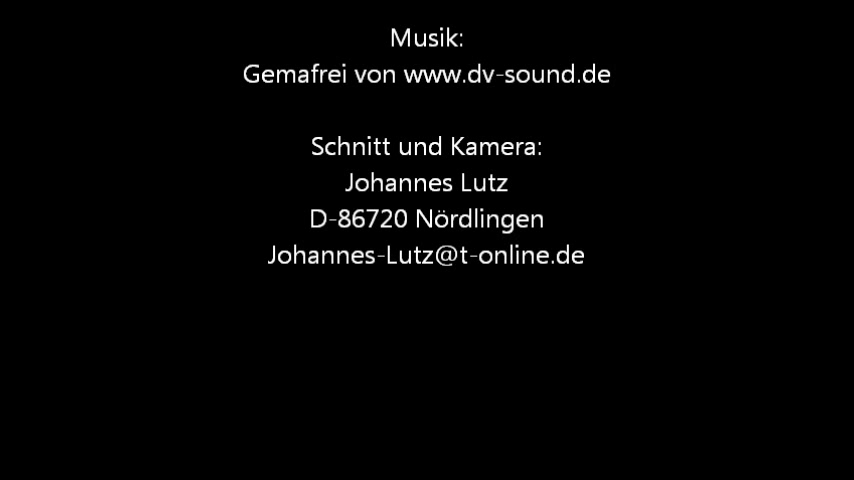 Musik:
Gemafrei von www.dv-sound.de
Schnitt und Kamera:
Johannes Lutz
D-86720 Nördlingen
Johannes-Lutz@t-online.de